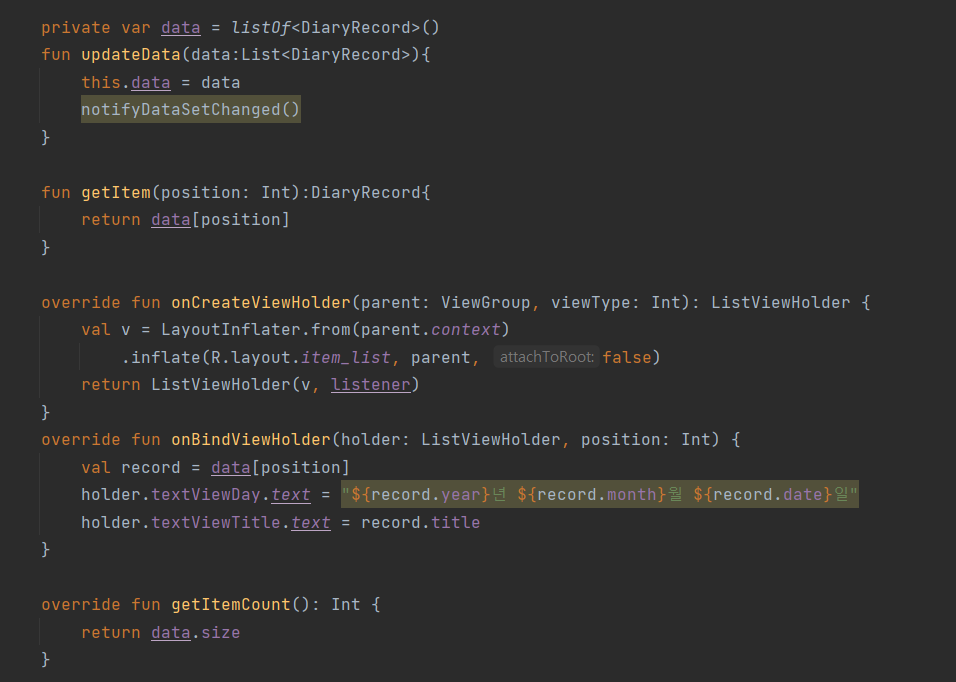 private var data = listOf<DiaryRecord>()
fun updateData(data:List<DiaryRecord>){
    this.data = data
    notifyDataSetChanged()
}
fun getItem(position: Int):DiaryRecord{
    return data[position]
}
override fun onCreateViewHolder(parent: ViewGroup, viewType: Int): ListViewHolder {
    val v = LayoutInflater.from(parent.context)
        .inflate(R.layout.item_list, parent, attachToRoot: false)
    return ListViewHolder(v, listener)
}
override fun onBindViewHolder(holder: ListViewHolder, position: Int) {
    val record = data[position]
    holder.textViewDay.text = "${record.year}년 ${record.month}월 ${record.date}일"
    holder.textViewTitle.text = record.title
}
override fun getItemCount(): Int {
    return data.size
}